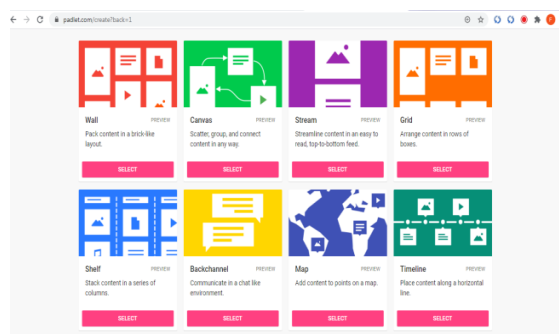 padlet.com/create?back=1
Wall PREVIEW
Pack content in a brick-like
layout.
SELECT
Canvas PREVIEW
Scatter, group, and connect
content in any way.
SELECT
Stream PREVIEW
Streamline content in an easy to
read, top-to-bottom feed.
SELECT
Grid PREVIEW
Arrange content in rows of
boxes.
SELECT
Shelf PREVIEW
Stack content in a series of
columns.
SELECT
Backchannel PREVIEW
Communicate in a chat like
environment.
SELECT
Map PREVIEW
Add content to points on a map.
SELECT
Timeline PREVIEW
Place content along a horizontal
line.
SELECT